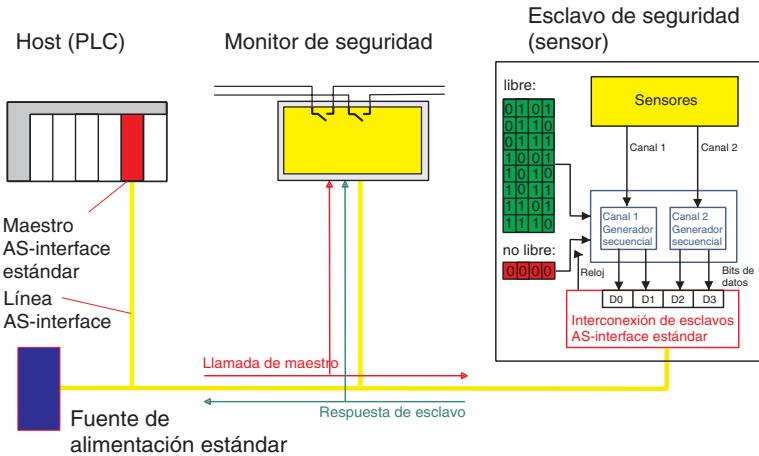 Host (PLC)
Monitor de seguridad
Esclavo de seguridad
(sensor)
libre:
0101
0110
0011
1001
1010
1011
1101
1110
no libre:
0000
Sensores
Canal 1
Canal 2
Canal 1
Generador
secuencial
Canal 2
Generador
secuencial
Reloj
Bits de
datos
D0 D1 D2 D3
Interconexión de esclavos
AS-interface estándar
Maestro
AS-interface
estándar
Línea
AS-interface
Llamada de maestro
Respuesta de esclavo
Fuente de
alimentación estándar